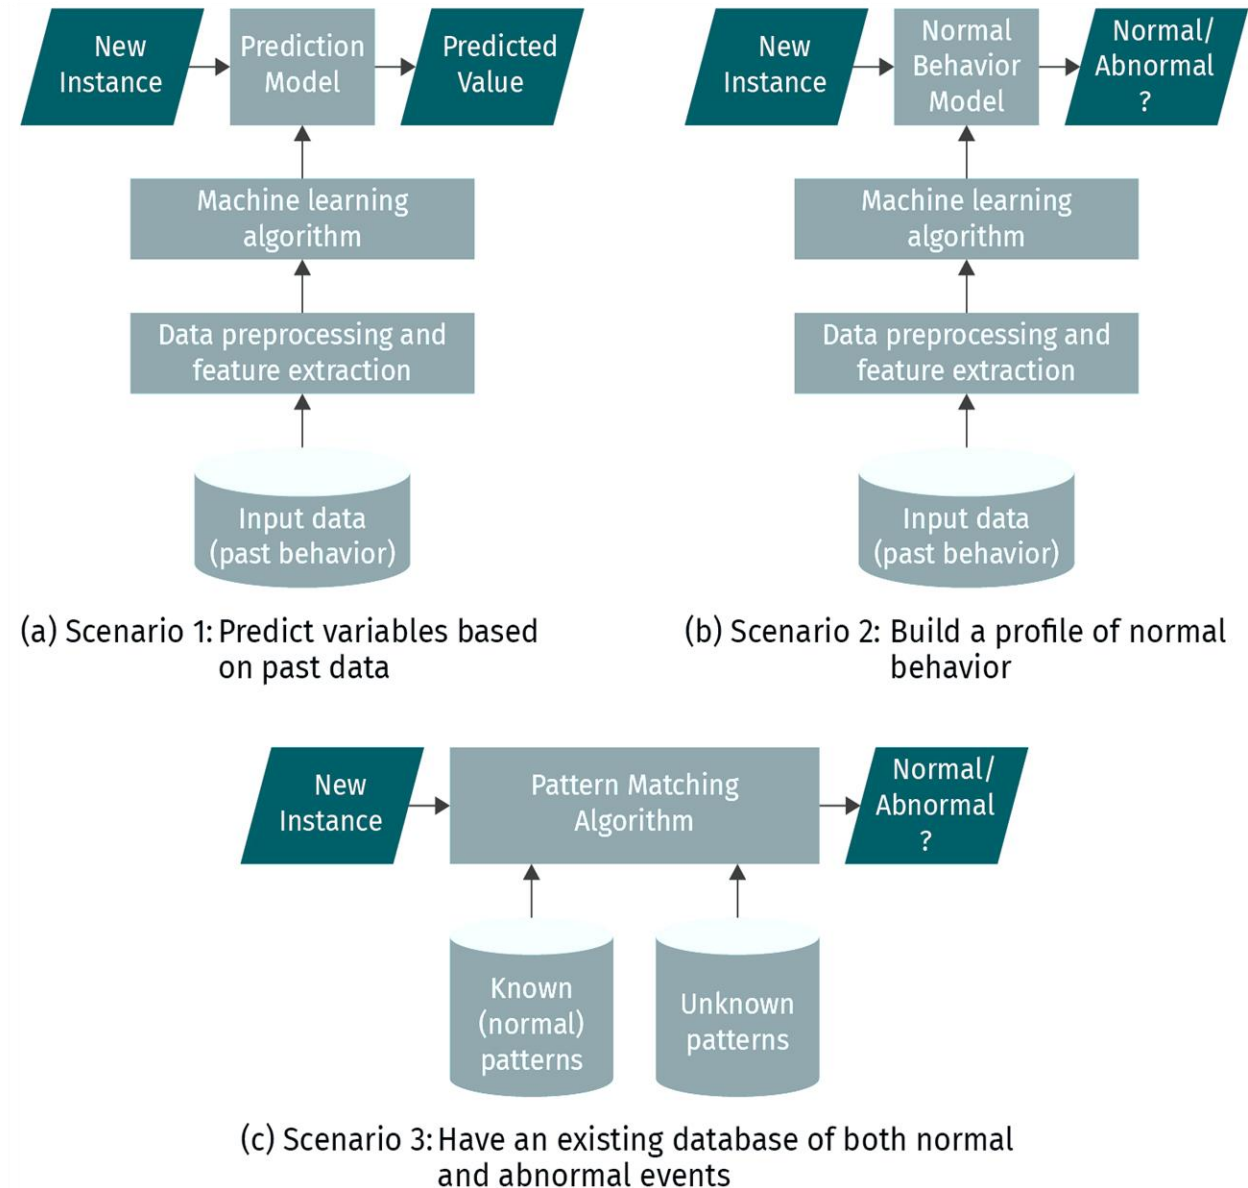 New
Instance
Prediction
Model
Predicted
Value
Machine learning
algorithm
Data preprocessing and
feature extraction
Input data
(past behavior)
(a) Scenario 1: Predict variables based
on past data
New
Instance
Normal
Behavior
Model
Normal/
Abnormal
?
Machine learning
algorithm
Data preprocessing and
feature extraction
Input data
(past behavior)
(b) Scenario 2: Build a profile of normal
behavior
New
Instance
Pattern Matching
Algorithm
Normal/
Abnormal
?
Known
(normal)
patterns
Unknown
patterns
(c) Scenario 3: Have an existing database of both normal
and abnormal events